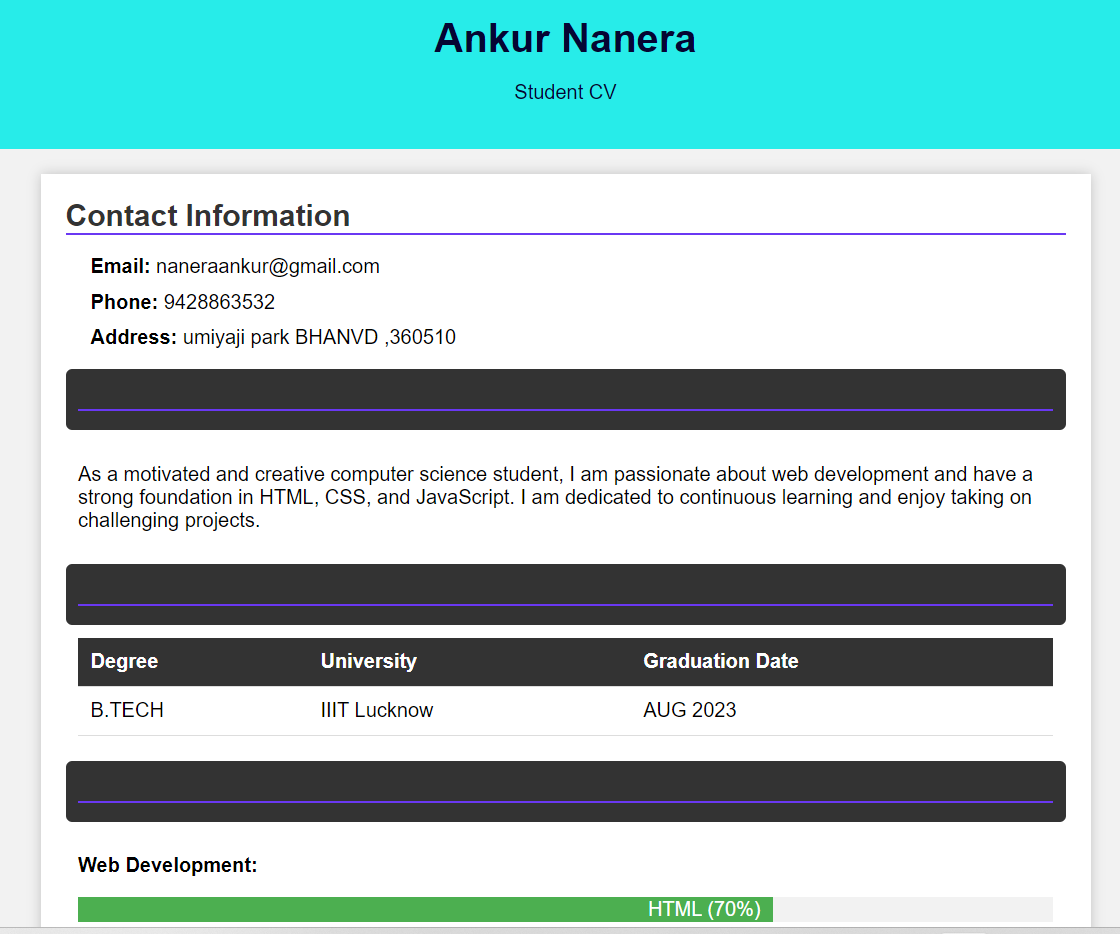 Ankur Nanera
Student CV
Contact Information
Email: naneraankur@gmail.com
Phone: 9428863532
Address: umiyaji park BHANVD ,360510
As a motivated and creative computer science student, I am passionate about web development and have a
strong foundation in HTML, CSS, and JavaScript. I am dedicated to continuous learning and enjoy taking on
challenging projects.
Degree University Graduation Date
B.TECH IIIT Lucknow AUG 2023
Web Development:
HTML (70%)